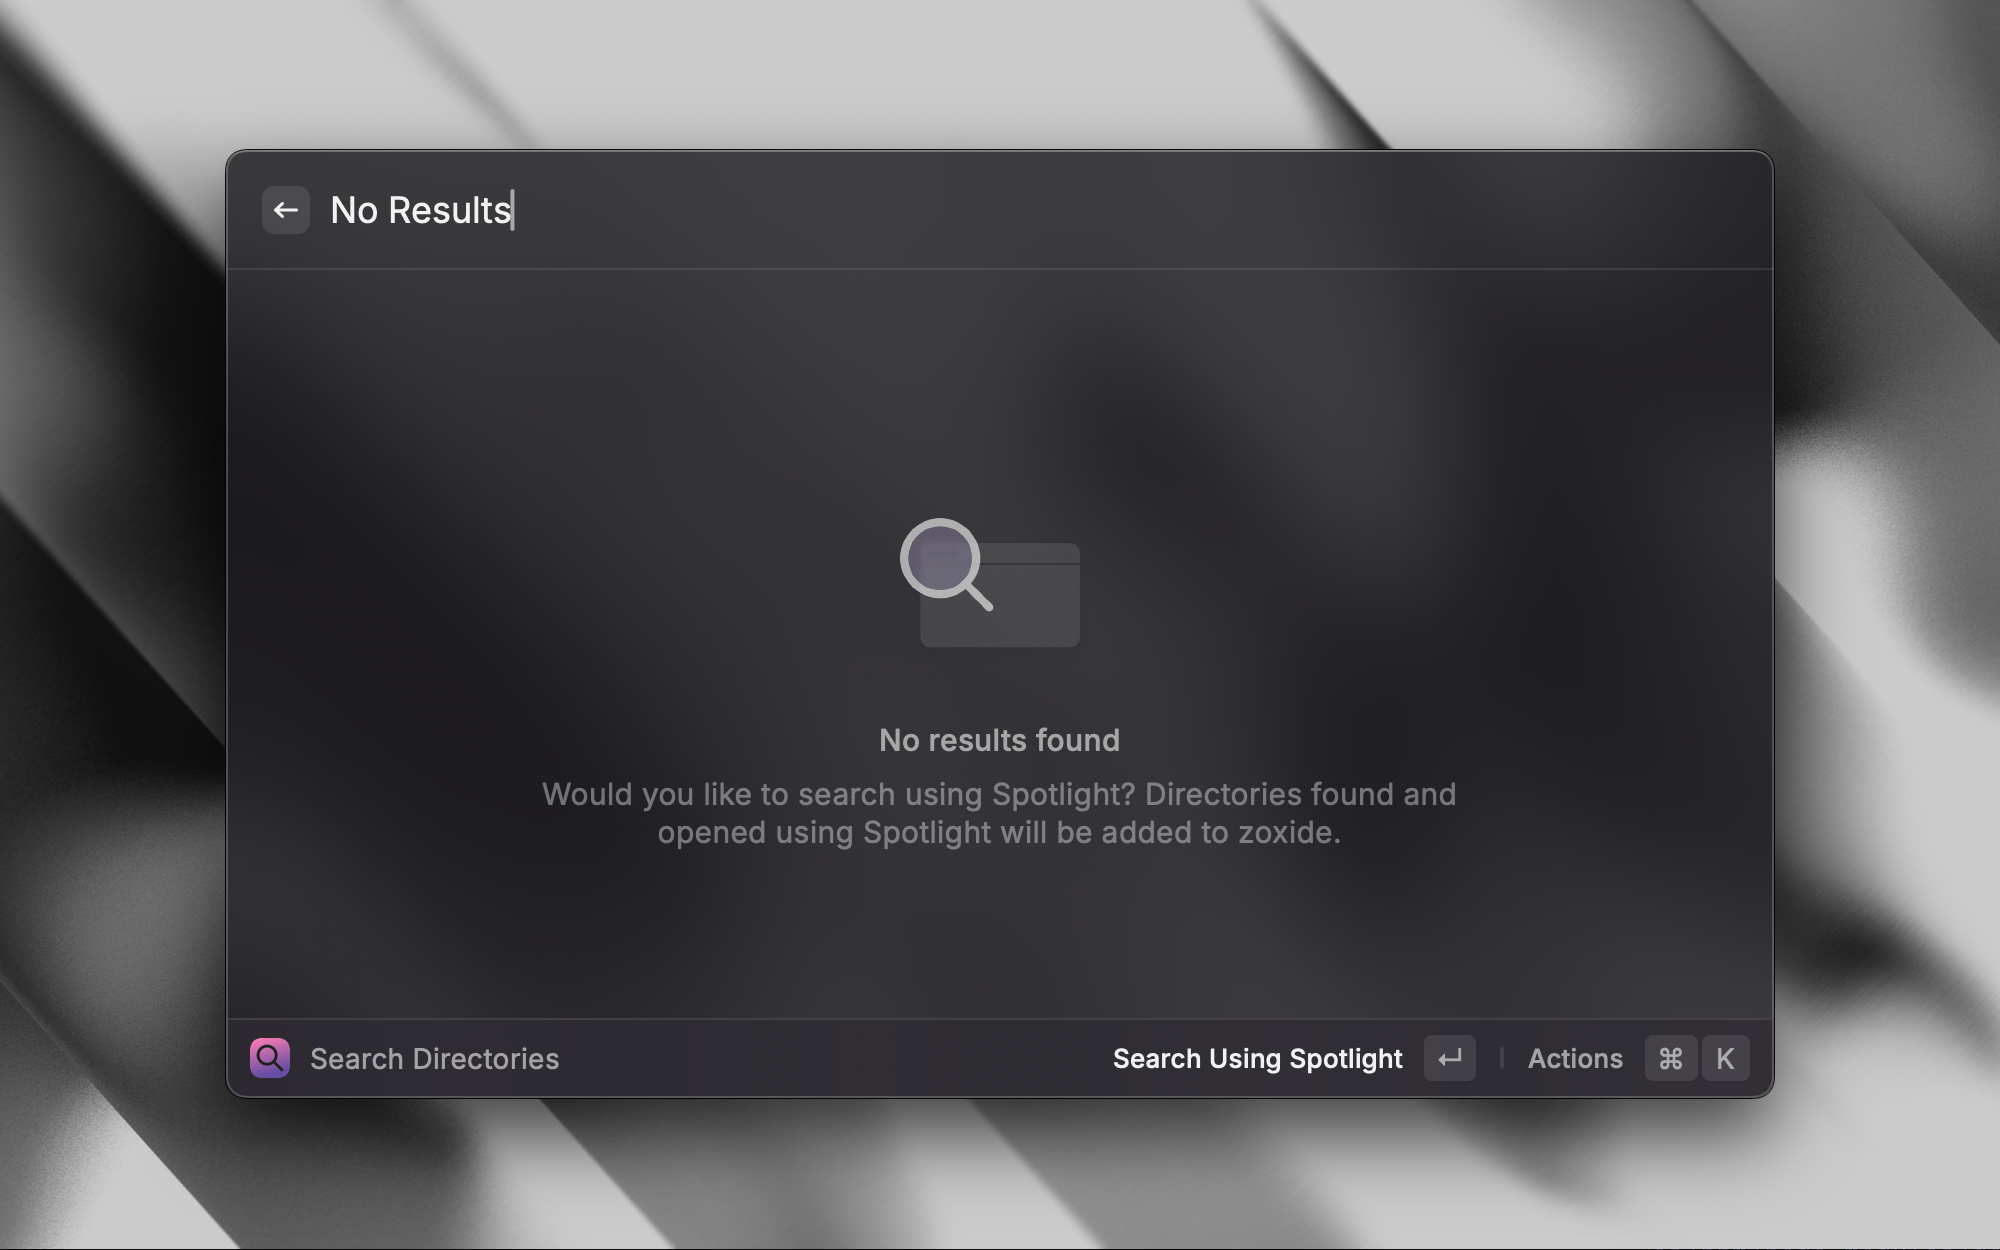 No Results
No results found
Would you like to search using Spotlight? Directories found and
opened using Spotlight will be added to zoxide.
Search Directories
Search Using Spotlight ↵ Actions ⌘ K